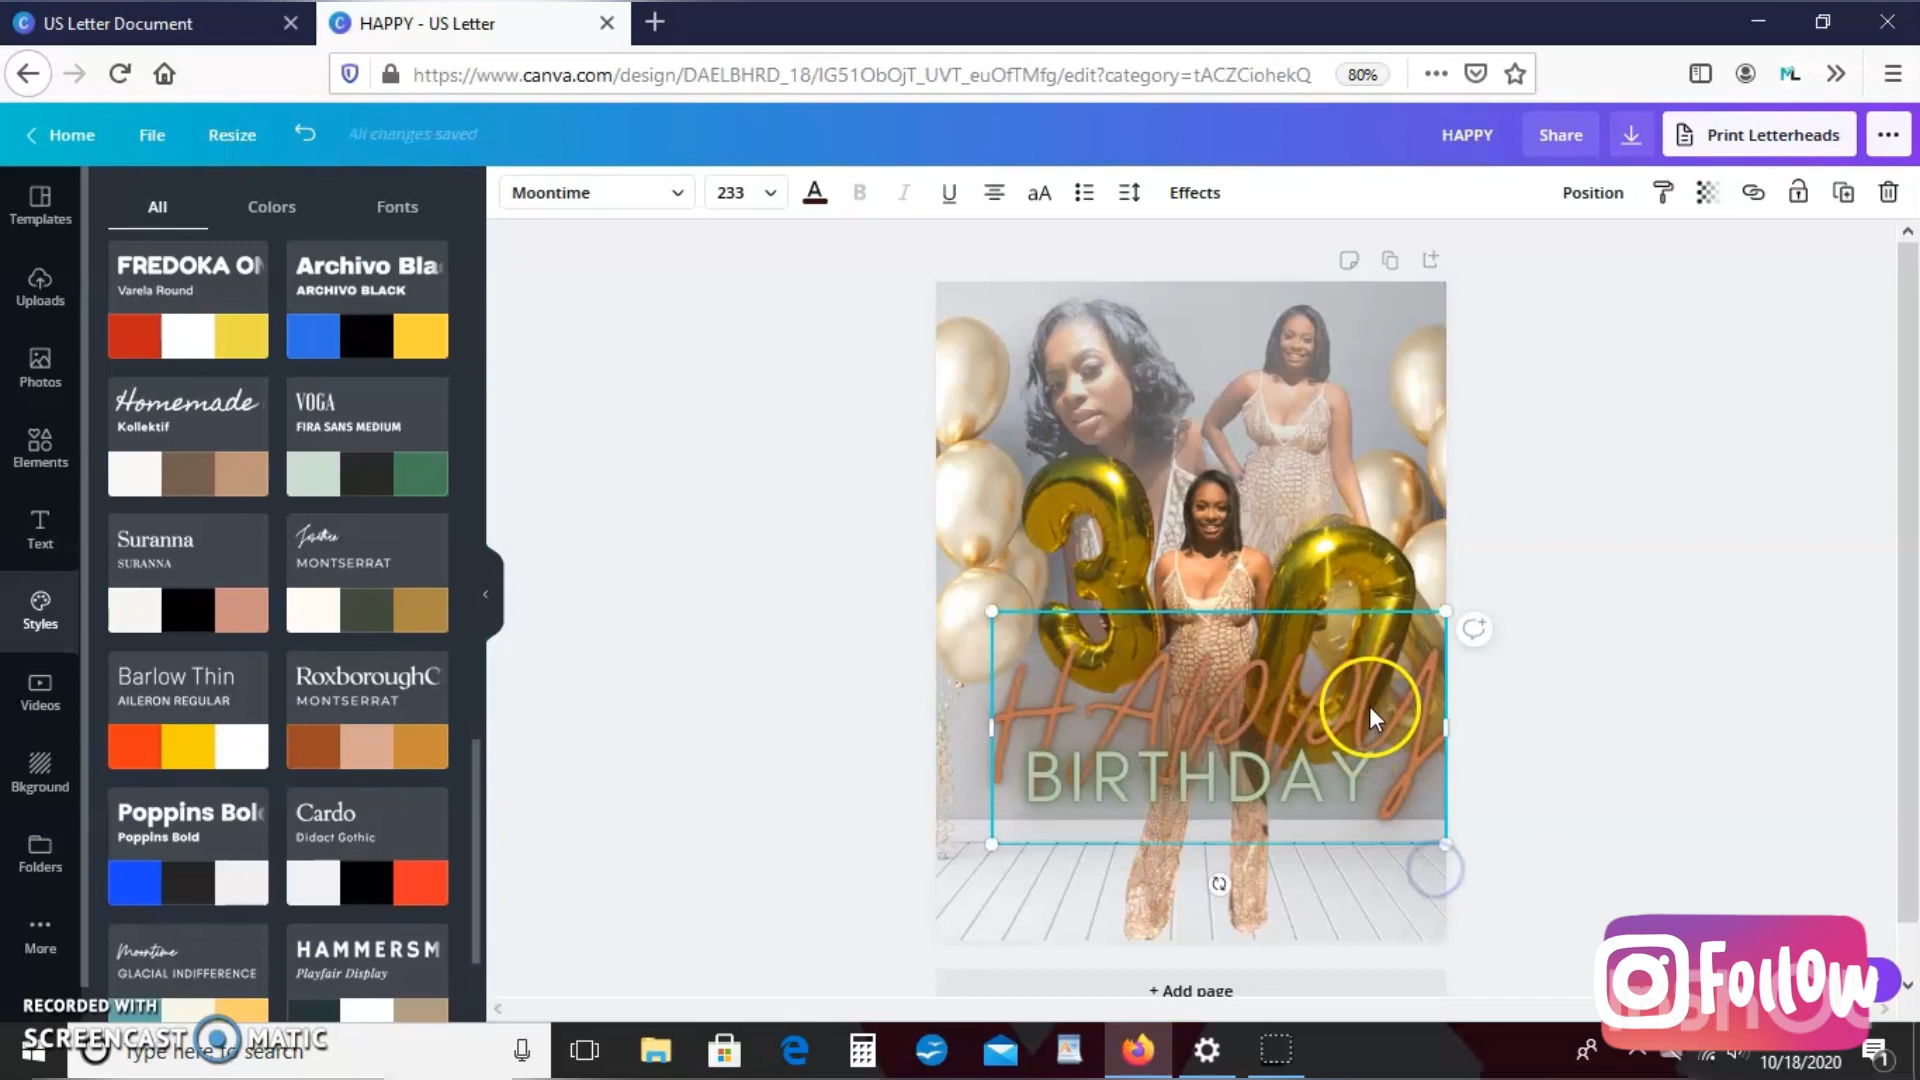 US Letter Document
HAPPY - US Letter
https://www.canva.com/design/DAELBHRD_18/IG51ObOjT_UVT_euOfTMfg/edit?category=tACZCiohekQ
80%
Home
File
Resize
All changes saved
HAPPY
Share
Print Letterheads
Templates
Uploads
Photos
Elements
Text
Styles
Videos
Bkground
Folders
More
All
Colors
Fonts
FREDOKA ON
Varela Round
Archivo Bla
ARCHIVO BLACK
Homemade
Kollektif
VOGA
FIRA SANS MEDIUM
Suranna
SURANNA
MONTSERRAT
Barlow Thin
AILERON REGULAR
RoxboroughC
MONTSERRAT
Poppins Bol
Poppins Bold
Cardo
Didact Gothic
Moontime
GLACIAL INDIFFERENCE
HAMMERSM
Playfair Display
Moontime
233
A
B
I
U
aA
Effects
Position
30
HAPPY
BIRTHDAY
+ Add page
Follow
RECORDED WITH
SCREENCAST MATIC
Type here to search
10/18/2020
1